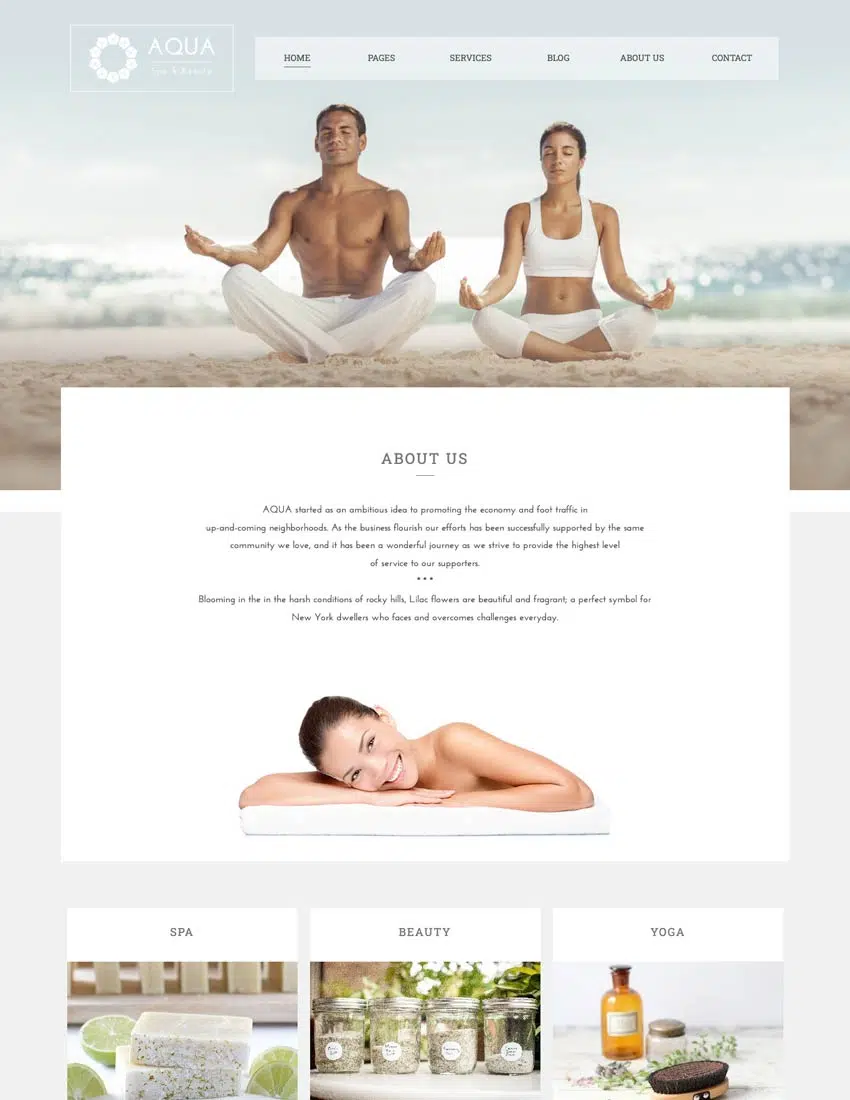 AQUA
Spa & Beauty
HOME PAGES SERVICES BLOG ABOUT US CONTACT
ABOUT US
AQUA started as an ambitious idea to promoting the economy and foot traffic in
up-and-coming neighborhoods. As the business flourish our efforts has been successfully supported by the same
community we love, and it has been a wonderful journey as we strive to provide the highest level
of service to our supporters.
***
Blooming in the in the harsh conditions of rocky hills, Lilac flowers are beautiful and fragrant; a perfect symbol for
New York dwellers who faces and overcomes challenges everyday.
SPA BEAUTY YOGA